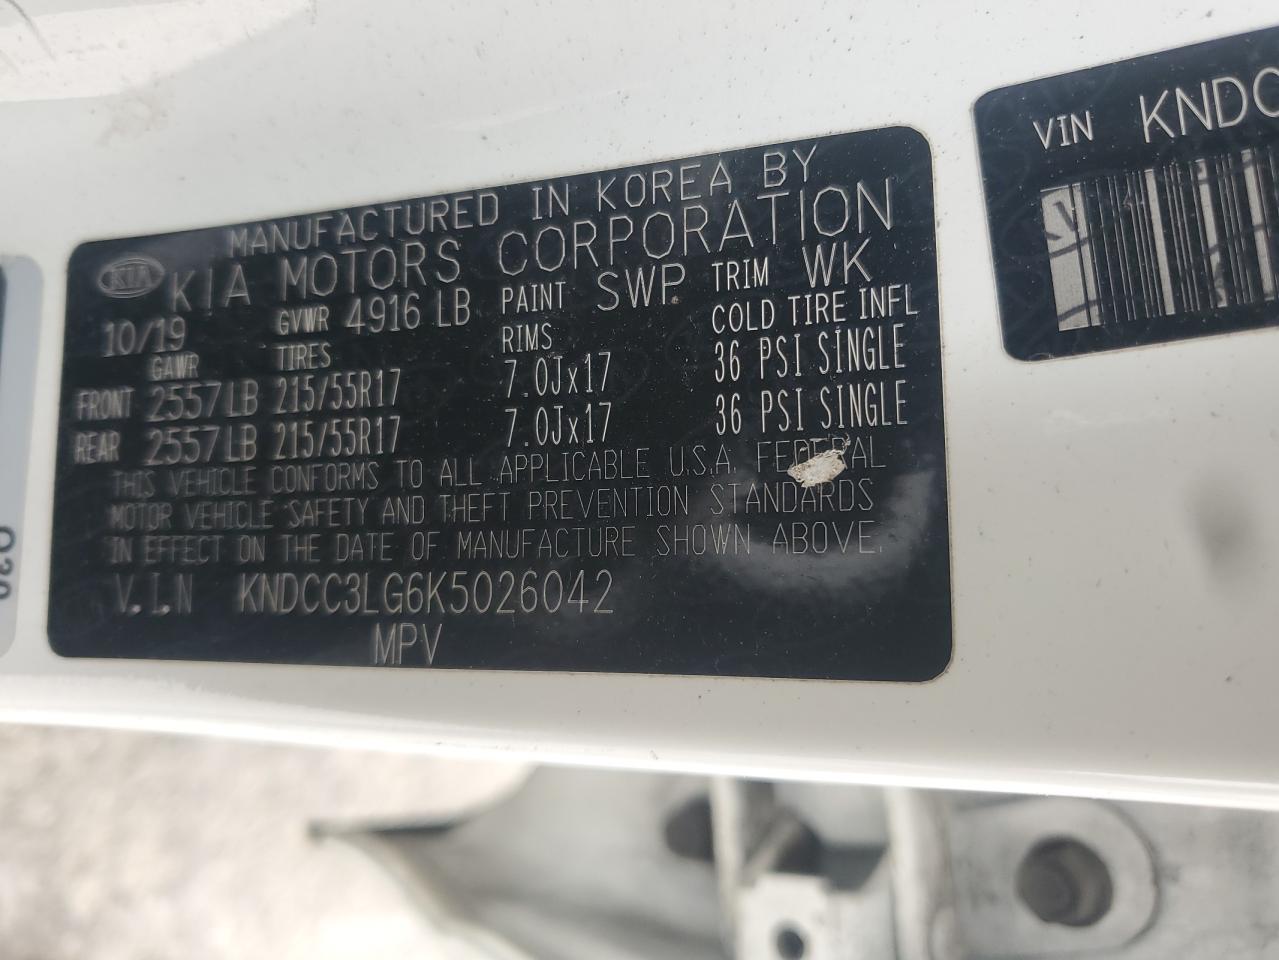 MANUFACTURED IN KOREA BY
KIA KIA MOTORS CORPORATION
10/19 GVWR 4916 LB PAINT SWP TRIM WK
GAWR TIRES RIMS COLD TIRE INFL
FRONT 2557LB 215/55R17 7.0Jx17 36 PSI SINGLE
REAR 2557LB 215/55R17 7.0Jx17 36 PSI SINGLE
THIS VEHICLE CONFORMS TO ALL APPLICABLE U.S.A. FEDERAL
MOTOR VEHICLE SAFETY AND THEFT PREVENTION STANDARDS
IN EFFECT ON THE DATE OF MANUFACTURE SHOWN ABOVE.
V.I.N KNDCC3LG6K5026042
MPV
VIN KNDC